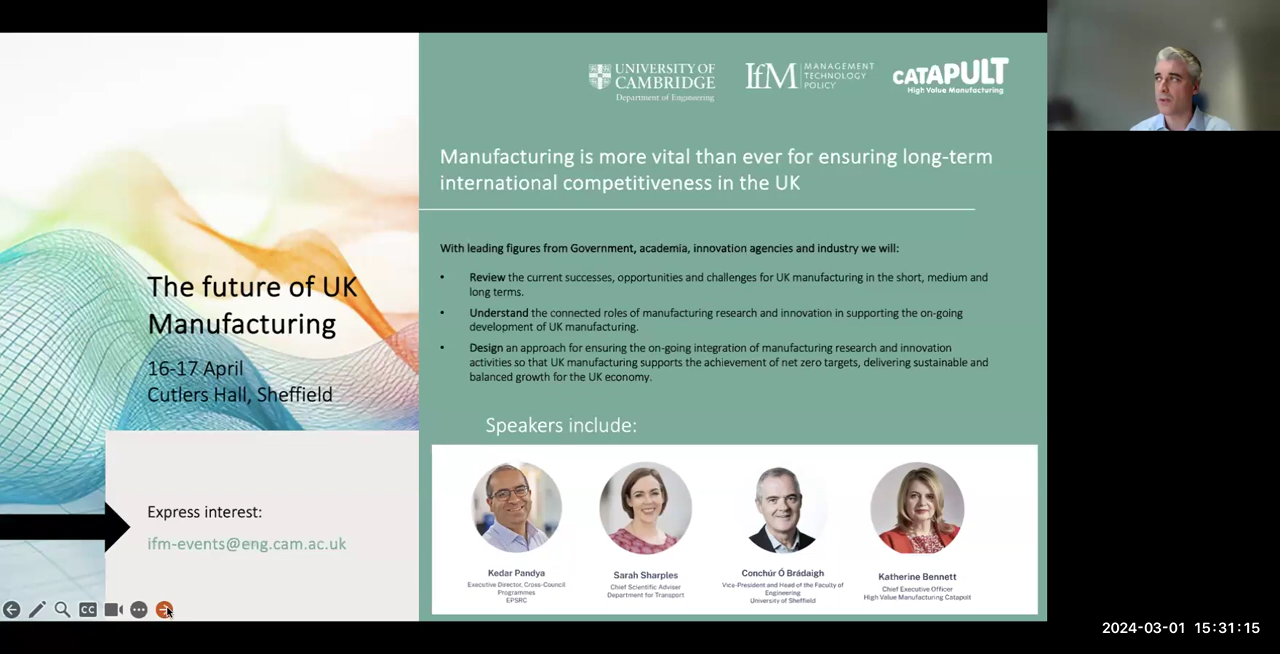 UNIVERSITY OF
CAMBRIDGE
Department of Engineering
IfM
MANAGEMENT
TECHNOLOGY
POLICY
CATAPULT
High Value Manufacturing
Manufacturing is more vital than ever for ensuring long-term
international competitiveness in the UK
With leading figures from Government, academia, innovation agencies and industry we will:
• Review the current successes, opportunities and challenges for UK manufacturing in the short, medium and
long terms.
• Understand the connected roles of manufacturing research and innovation in supporting the on-going
development of UK manufacturing.
• Design an approach for ensuring the on-going integration of manufacturing research and innovation
activities so that UK manufacturing supports the achievement of net zero targets, delivering sustainable and
balanced growth for the UK economy.
The future of UK
Manufacturing
16-17 April
Cutlers Hall, Sheffield
Express interest:
ifm-events@eng.cam.ac.uk
Speakers include:
Kedar Pandya
Executive Director, Cross-Council
Programmes
EPSRC
Sarah Sharples
Chief Scientific Adviser
Department for Transport
Conchúr Ó Brádaigh
Vice-President and Head of the Faculty of
Engineering
University of Sheffield
Katherine Bennett
Chief Executive Officer
High Value Manufacturing Catapult
CC
2024-03-01 15:31:15